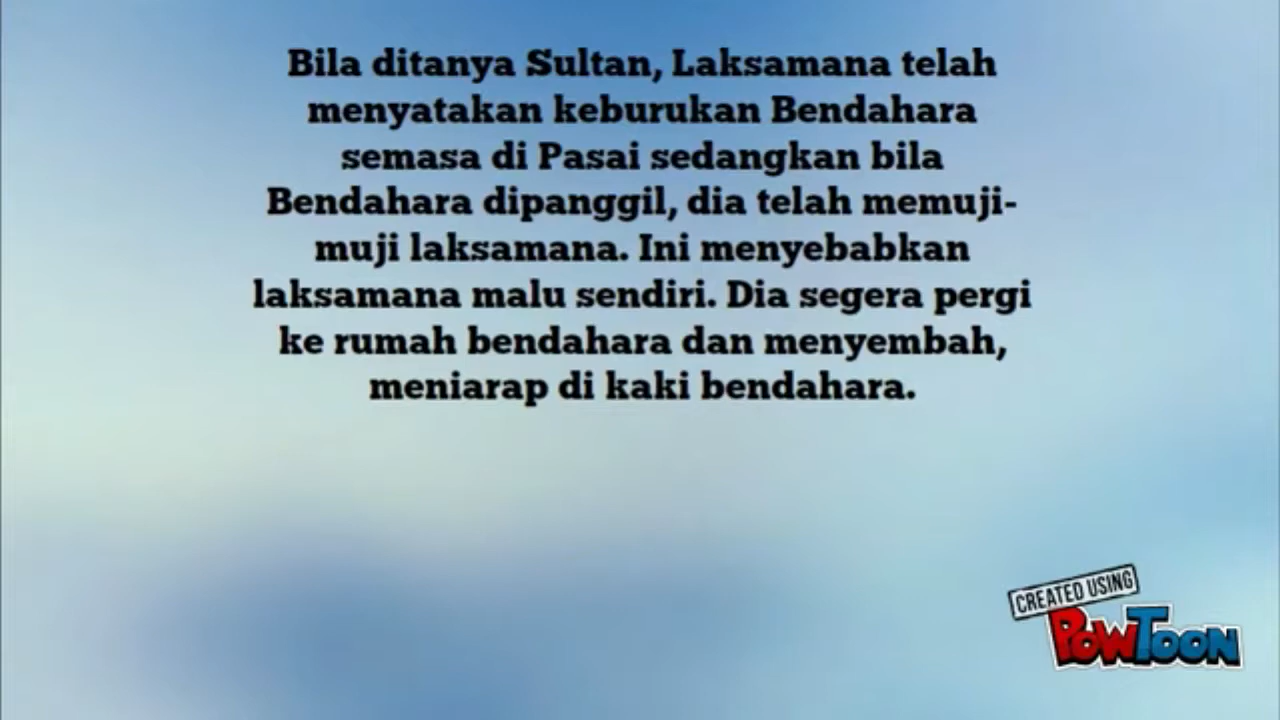 Bila ditanya Sultan, Laksamana telah
menyatakan keburukan Bendahara
semasa di Pasai sedangkan bila
Bendahara dipanggil, dia telah memuji-
muji laksamana. Ini menyebabkan
laksamana malu sendiri. Dia segera pergi
ke rumah bendahara dan menyembah,
meniarap di kaki bendahara.
CREATED USING
POWTOON